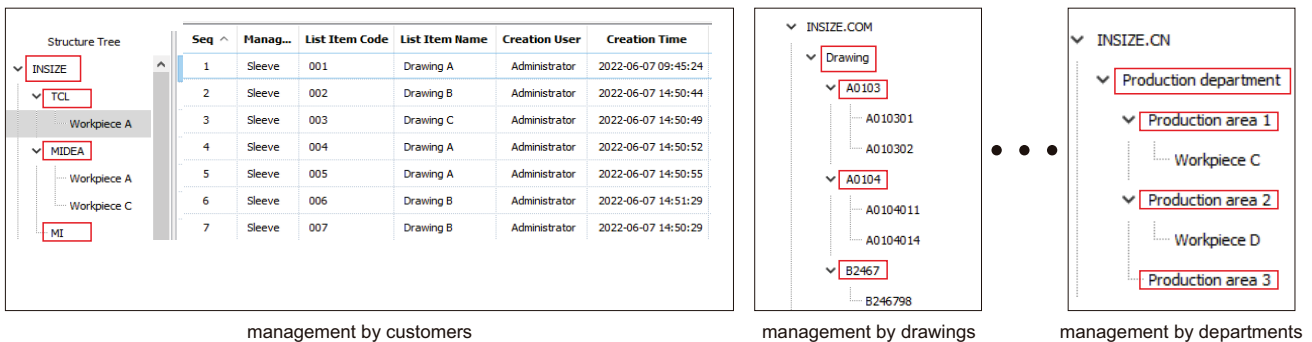 Structure Tree
INSIZE
TCL
Workpiece A
MIDEA
Workpiece A
Workpiece C
MI
Seq Manag... List Item Code List Item Name Creation User Creation Time
1 Sleeve 001 Drawing A Administrator 2022-06-07 09:45:24
2 Sleeve 002 Drawing B Administrator 2022-06-07 14:50:44
3 Sleeve 003 Drawing C Administrator 2022-06-07 14:50:49
4 Sleeve 004 Drawing A Administrator 2022-06-07 14:50:52
5 Sleeve 005 Drawing A Administrator 2022-06-07 14:50:55
6 Sleeve 006 Drawing B Administrator 2022-06-07 14:51:29
7 Sleeve 007 Drawing B Administrator 2022-06-07 14:50:29
management by customers
INSIZE.COM
Drawing
A0103
A010301
A010302
A0104
A0104011
A0104014
B2467
B246798
management by drawings
INSIZE.CN
Production department
Production area 1
Workpiece C
Production area 2
Workpiece D
Production area 3
management by departments